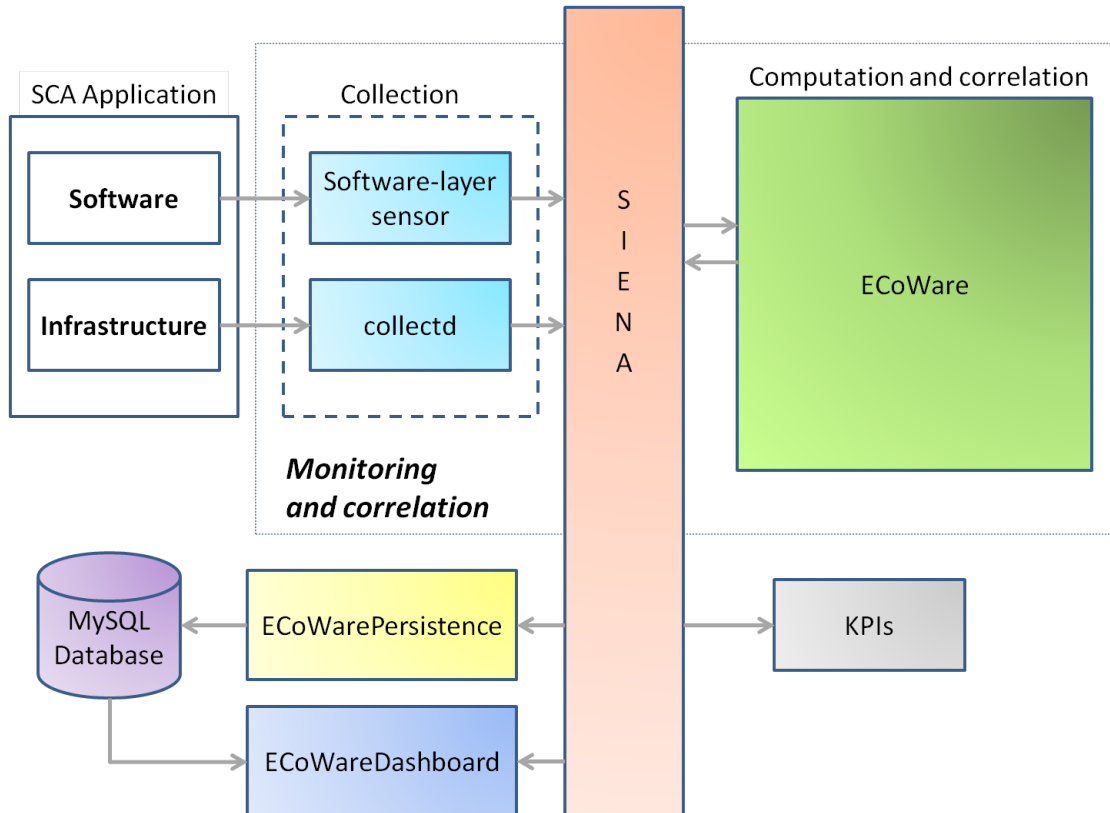 SCA Application
Collection
Computation and correlation
Software
Software-layer
sensor
S
I
E
N
A
ECoWare
Infrastructure
collectd
Monitoring
and correlation
MySQL
Database
ECoWarePersistence
KPIs
ECoWareDashboard